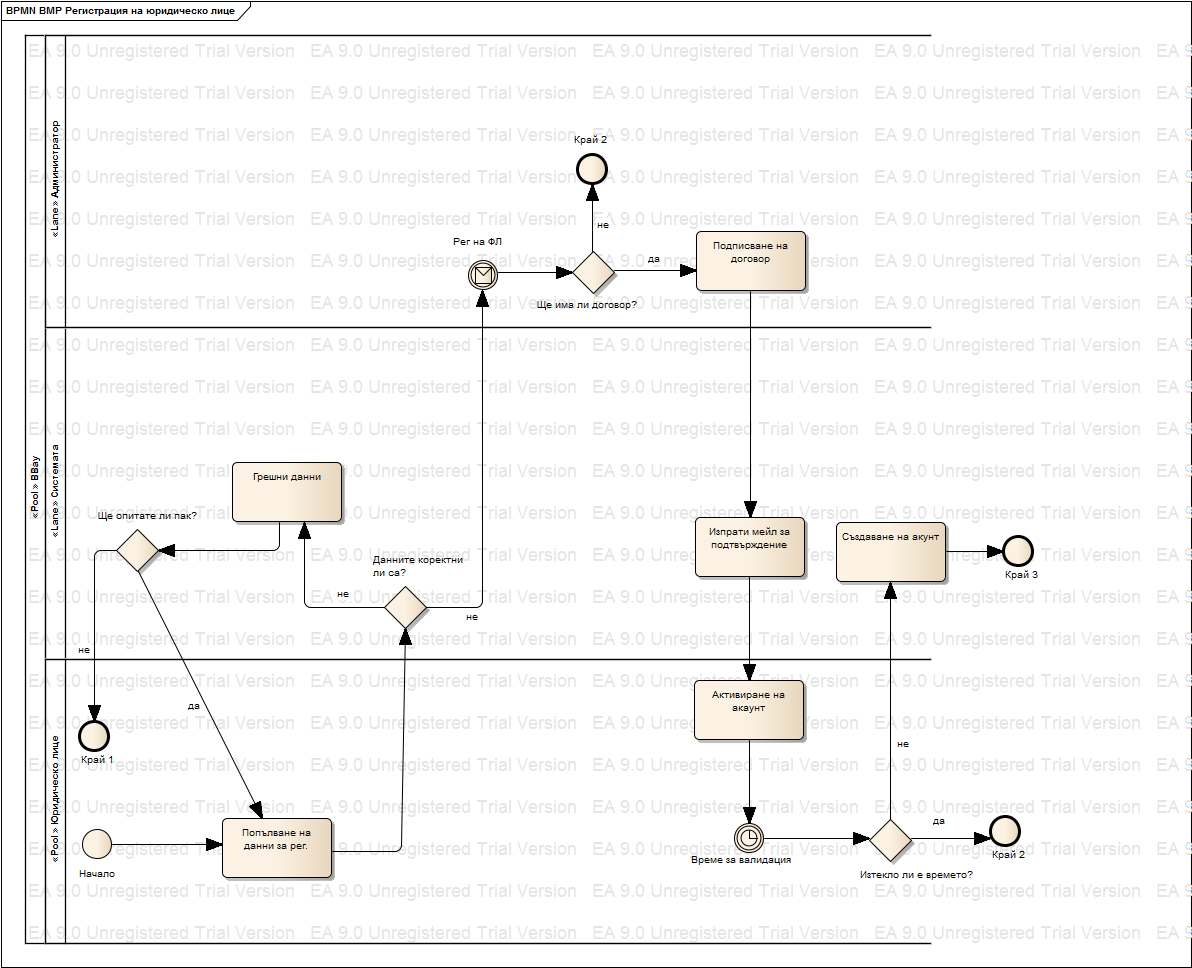 BPMN BMP Регистрация на юридическо лице
«Pool» BBay
«Lane» Администратор
Край 2
не
Рег на ФЛ
да
Ще има ли договор?
Подписване на
договор
«Lane» Системата
Грешни данни
Ще опитате ли пак?
Данните коректни
ли са?
не
не
Изпрати мейл за
подтвърждение
Създаване на акунт
Край 3
не
да
«Pool» Юридическо лице
Край 1
Начало
Попълване на
данни за рег.
Активиране на
акаунт
Време за валидация
не
да
Изтекло ли е времето?
Край 2
EA 9.0 Unregistered Trial Version